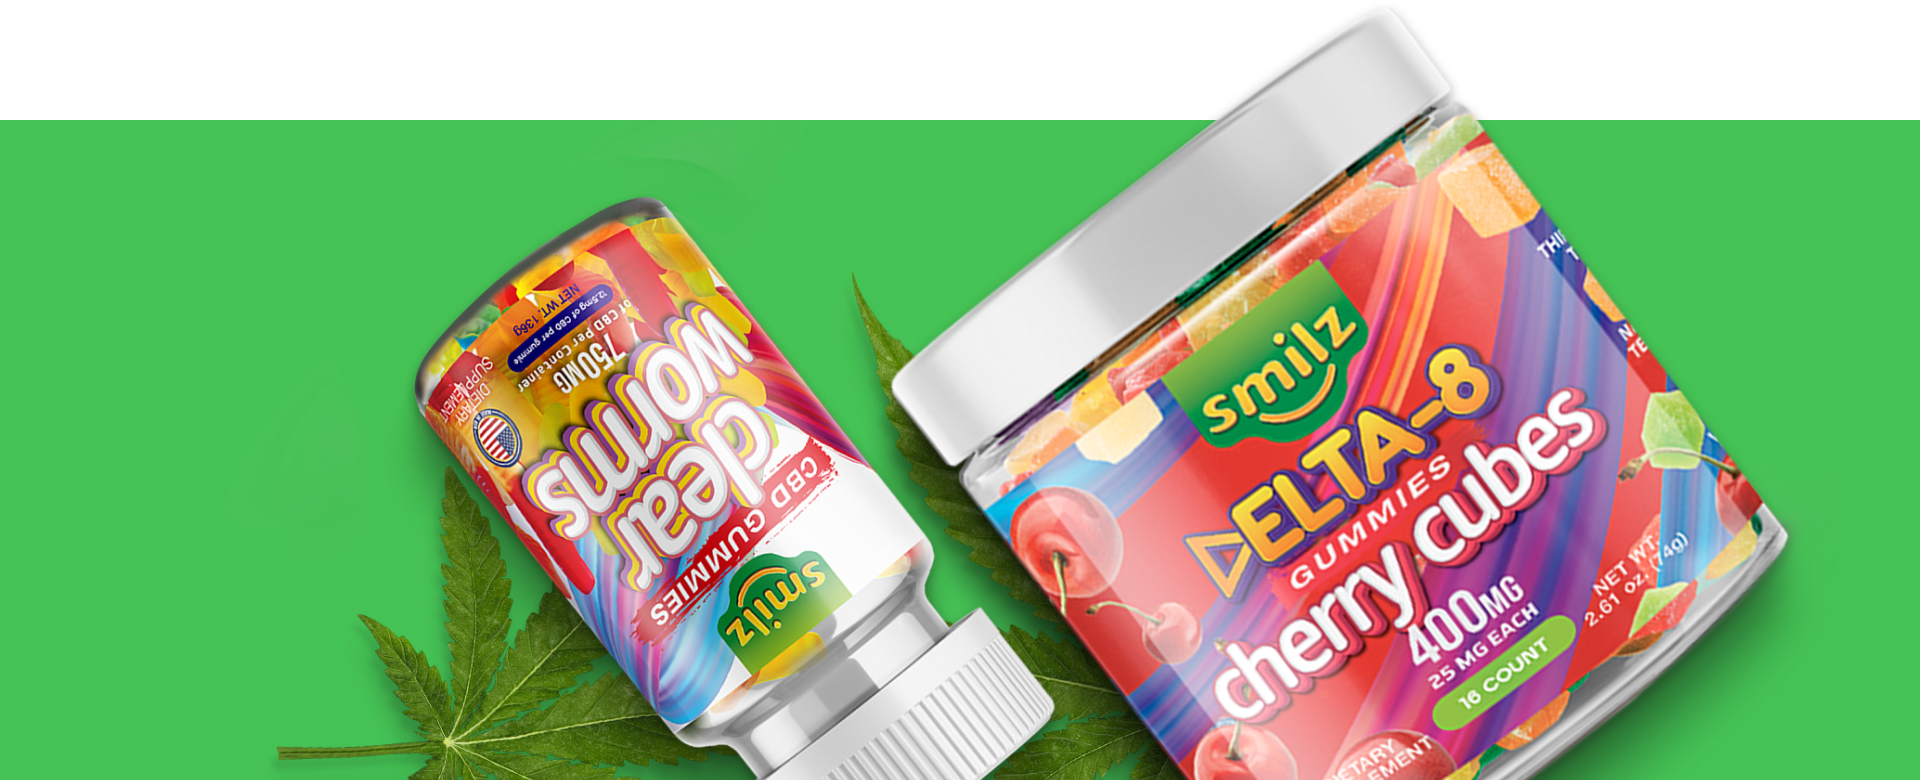 smilz
CBD GUMMIES
clear
worms
750MG
of CBD Per Container
12.5mg of CBD per gummie
NET WT. 136g
DIETARY
SUPPLEMENT
smilz
DELTA-8
GUMMIES
cherry cubes
400MG
25 MG EACH
16 COUNT
NET WT.
2.61 oz. (74g)